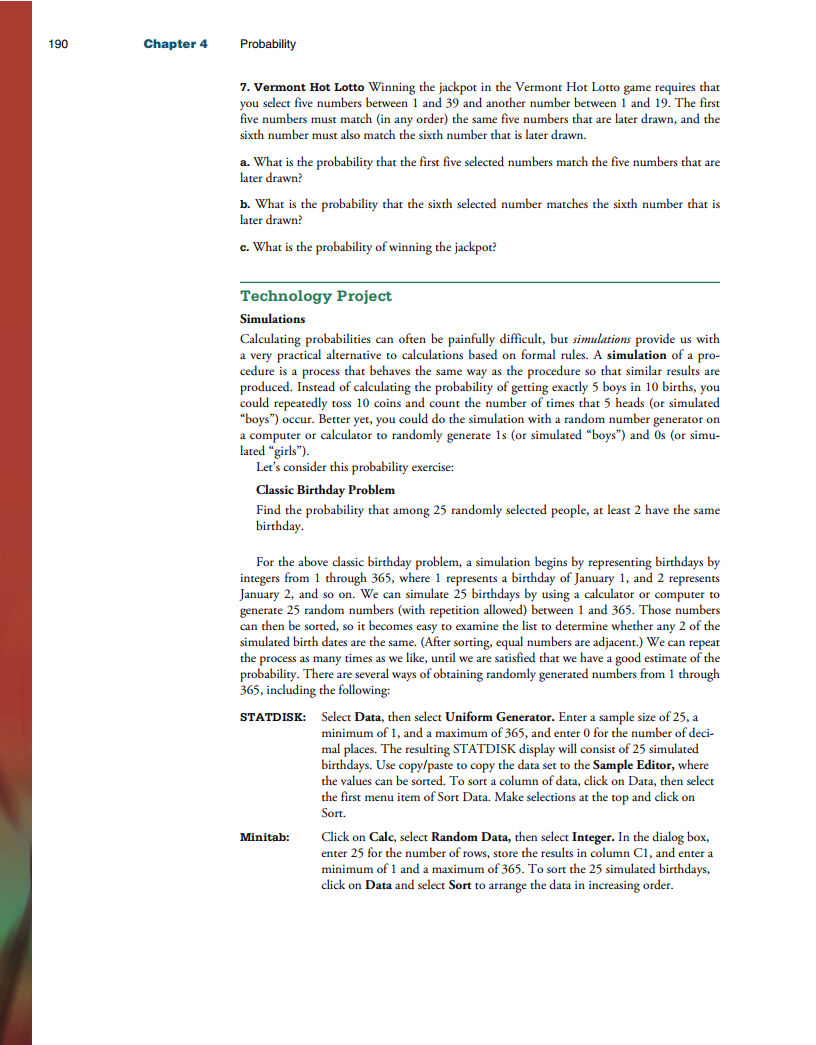 190 Chapter 4 Probability
7. Vermont Hot Lotto Winning the jackpot in the Vermont Hot Lotto game requires that
you select five numbers between 1 and 39 and another number between 1 and 19. The first
five numbers must match (in any order) the same five numbers that are later drawn, and the
sixth number must also match the sixth number that is later drawn.
a. What is the probability that the first five selected numbers match the five numbers that are
later drawn?
b. What is the probability that the sixth selected number matches the sixth number that is
later drawn?
c. What is the probability of winning the jackpot?
Technology Project
Simulations
Calculating probabilities can often be painfully difficult, but simulations provide us with
a very practical alternative to calculations based on formal rules. A simulation of a pro-
cedure is a process that behaves the same way as the procedure so that similar results are
produced. Instead of calculating the probability of getting exactly 5 boys in 10 births, you
could repeatedly toss 10 coins and count the number of times that 5 heads (or simulated
“boys”) occur. Better yet, you could do the simulation with a random number generator on
a computer or calculator to randomly generate 1s (or simulated “boys”) and 0s (or simu-
lated “girls”).
Let’s consider this probability exercise:
Classic Birthday Problem
Find the probability that among 25 randomly selected people, at least 2 have the same
birthday.
For the above classic birthday problem, a simulation begins by representing birthdays by
integers from 1 through 365, where 1 represents a birthday of January 1, and 2 represents
January 2, and so on. We can simulate 25 birthdays by using a calculator or computer to
generate 25 random numbers (with repetition allowed) between 1 and 365. Those numbers
can then be sorted, so it becomes easy to examine the list to determine whether any 2 of the
simulated birth dates are the same. (After sorting, equal numbers are adjacent.) We can repeat
the process as many times as we like, until we are satisfied that we have a good estimate of the
probability. There are several ways of obtaining randomly generated numbers from 1 through
365, including the following:
STATDISK: Select Data, then select Uniform Generator. Enter a sample size of 25, a
minimum of 1, and a maximum of 365, and enter 0 for the number of deci-
mal places. The resulting STATDISK display will consist of 25 simulated
birthdays. Use copy/paste to copy the data set to the Sample Editor, where
the values can be sorted. To sort a column of data, click on Data, then select
the first menu item of Sort Data. Make selections at the top and click on
Sort.
Minitab: Click on Calc, select Random Data, then select Integer. In the dialog box,
enter 25 for the number of rows, store the results in column C1, and enter a
minimum of 1 and a maximum of 365. To sort the 25 simulated birthdays,
click on Data and select Sort to arrange the data in increasing order.